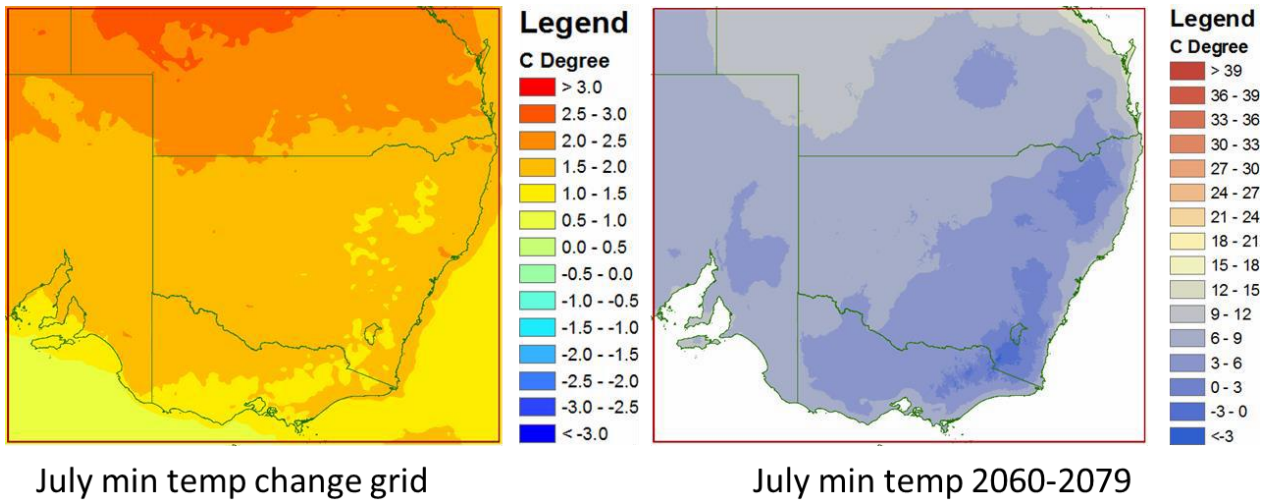 Legend
C Degree
> 3.0
2.5 - 3.0
2.0 - 2.5
1.5 - 2.0
1.0 - 1.5
0.5 - 1.0
0.0 - 0.5
-0.5 - 0.0
-1.0 - -0.5
-1.5 - -1.0
-2.0 - -1.5
-2.5 - -2.0
-3.0 - -2.5
< -3.0
Legend
C Degree
> 39
36 - 39
33 - 36
30 - 33
27 - 30
24 - 27
21 - 24
18 - 21
15 - 18
12 - 15
9 - 12
6 - 9
3 - 6
0 - 3
-3 - 0
<-3
July min temp change grid
July min temp 2060-2079